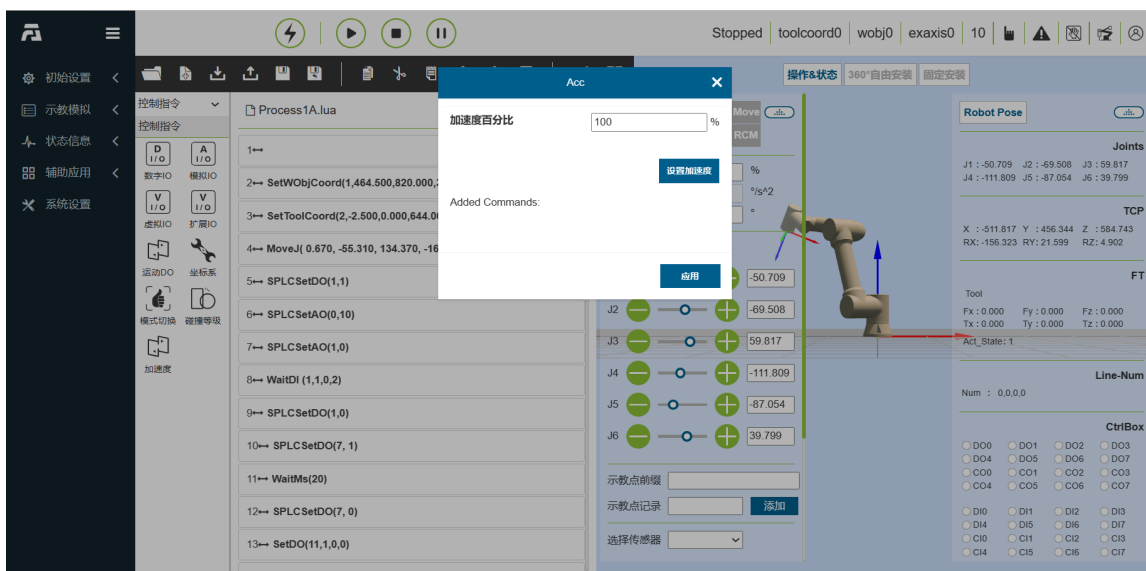 Stopped toolcoord0 wobj0 exaxis0 10
初始设置
示教模拟
状态信息
辅助应用
系统设置
控制指令
控制指令
D
I/O
A
I/O
数字IO 模拟IO
V
I/O
V
I/O
虚拟IO 扩展IO
运动DO 坐标系
模式切换 碰撞等级
加速度
Process1A.lua
1
2 SetWObjCoord(1,464.500,820.000,
3 SetToolCoord(2,-2.500,0.000,644.0
4 MoveJ( 0.670, -55.310, 134.370, -16
5 SPLCSetDO(1,1)
6 SPLCSetAO(0,10)
7 SPLCSetAO(1,0)
8 WaitDI (1,1,0,2)
9 SPLCSetDO(1,0)
10 SPLCSetDO(7, 1)
11 WaitMs(20)
12 SPLCSetDO(7, 0)
13 SetDO(11,1,0,0)
Acc
加速度百分比 100 %
设置加速度
Added Commands:
应用
操作&状态 360°自由安装 固定安装
Move
RCM
%
°/s^2
°
-50.709
J2 -69.508
J3 59.817
J4 -111.809
J5 -87.054
J6 39.799
示教点前缀
示教点记录 添加
选择传感器
Robot Pose
Joints
J1 : -50.709 J2 : -69.508 J3 : 59.817
J4 : -111.809 J5 : -87.054 J6 : 39.799
TCP
X : -511.817 Y : 456.344 Z : 584.743
RX: -156.323 RY: 21.599 RZ: 4.902
FT
Tool
Fx : 0.000 Fy : 0.000 Fz : 0.000
Tx : 0.000 Ty : 0.000 Tz : 0.000
Act_State: 1
Line-Num
Num : 0,0,0,0
CtrlBox
DO0 DO1 DO2 DO3
DO4 DO5 DO6 DO7
CO0 CO1 CO2 CO3
CO4 CO5 CO6 CO7
DI0 DI1 DI2 DI3
DI4 DI5 DI6 DI7
CI0 CI1 CI2 CI3
CI4 CI5 CI6 CI7